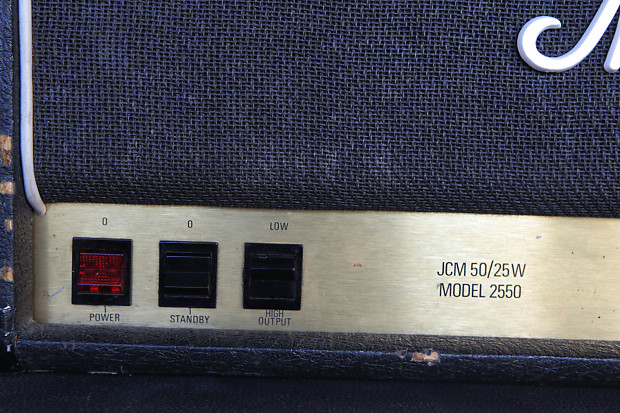 0
0
LOW
JCM 50/25W
MODEL 2550
POWER
STANDBY
HIGH
OUTPUT